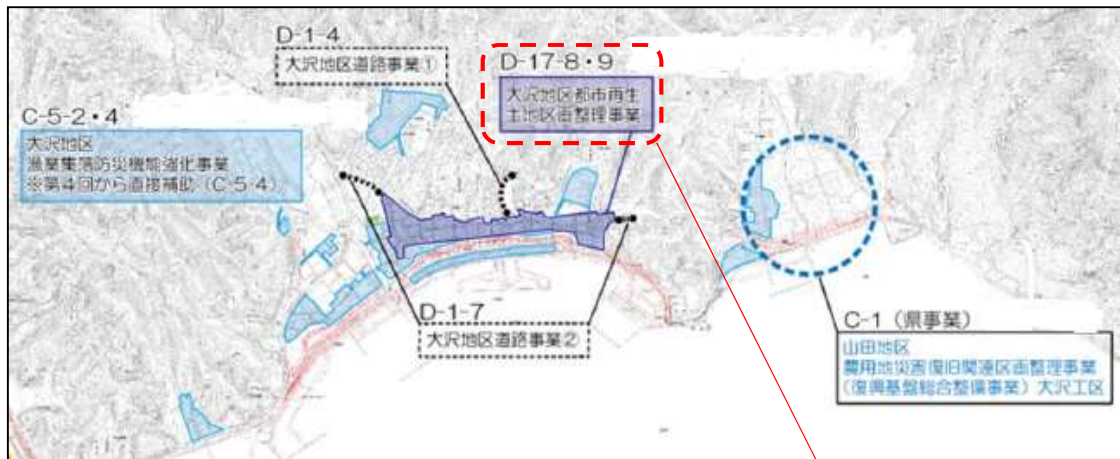 D-1-4
大沢地区道路事業①
D-17-8・9
大沢地区都市再生
土地区画整理事業
C-5-2・4
大沢地区
漁業集落防災機能強化事業
※第4回から直接補助（C-5-4）
D-1-7
大沢地区道路事業②
C-1（県事業）
山田地区
農用地災害復旧関連区画整理事業
（復興基盤総合整備事業）大沢工区